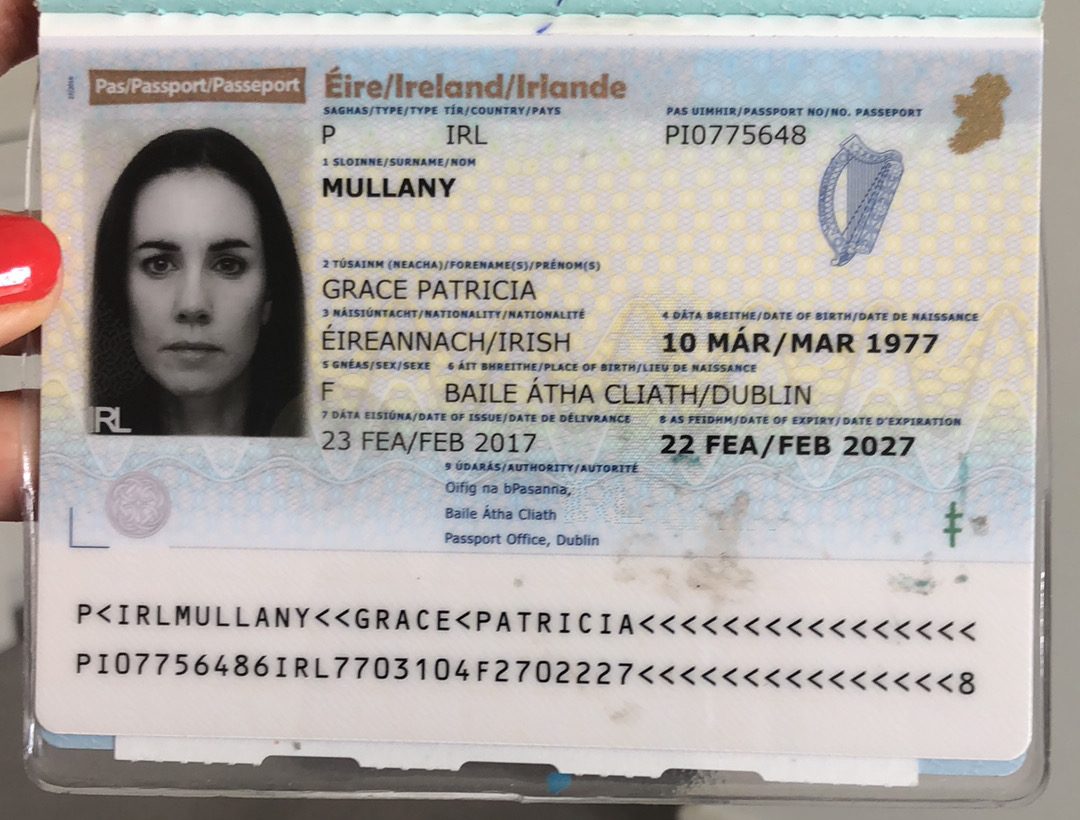 Pas/Passport/Passeport
Éire/Ireland/Irlande
SAGHAS/TYPE/TYPE TÍR/COUNTRY/PAYS PAS UIMHIR/PASSPORT NO/NO. PASSEPORT
P IRL PI0775648
1 SLOINNE/SURNAME/NOM
MULLANY
2 TÚSAINM (NEACHA)/FORENAME(S)/PRÉNOM(S)
GRACE PATRICIA
3 NÁISIÚNTACHT/NATIONALITY/NATIONALITÉ 4 DÁTA BREITHE/DATE OF BIRTH/DATE DE NAISSANCE
ÉIREANNACH/IRISH 10 MÁR/MAR 1977
5 GNÉAS/SEX/SEXE 6 ÁIT BHREITHE/PLACE OF BIRTH/LIEU DE NAISSANCE
F BAILE ÁTHA CLIATH/DUBLIN
7 DÁTA EISIÚNA/DATE OF ISSUE/DATE DE DÉLIVRANCE 8 AS FEIDHM/DATE OF EXPIRY/DATE D'EXPIRATION
23 FEA/FEB 2017 22 FEA/FEB 2027
9 ÚDARÁS/AUTHORITY/AUTORITÉ
Oifig na bPasanna,
Baile Átha Cliath
Passport Office, Dublin
IRL
P<IRLMULLANY<<GRACE<PATRICIA<<<<<<<<<<<<<<<<
PI07756486IRL7703104F2702227<<<<<<<<<<<<<<<8